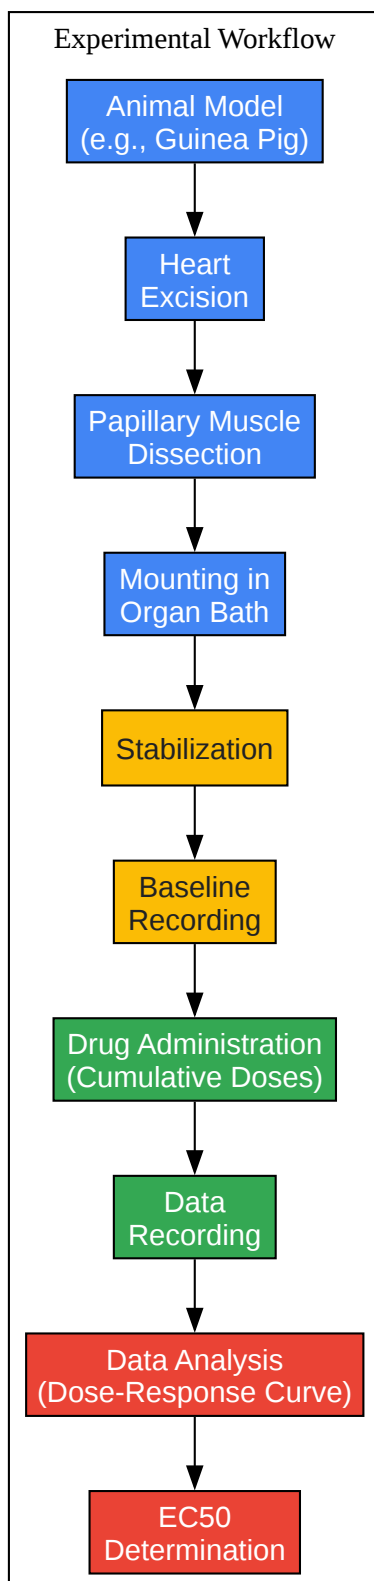 Experimental Workflow
Animal Model
(e.g., Guinea Pig)
Heart
Excision
Papillary Muscle
Dissection
Mounting in
Organ Bath
Stabilization
Baseline
Recording
Drug Administration
(Cumulative Doses)
Data
Recording
Data Analysis
(Dose-Response Curve)
EC50
Determination